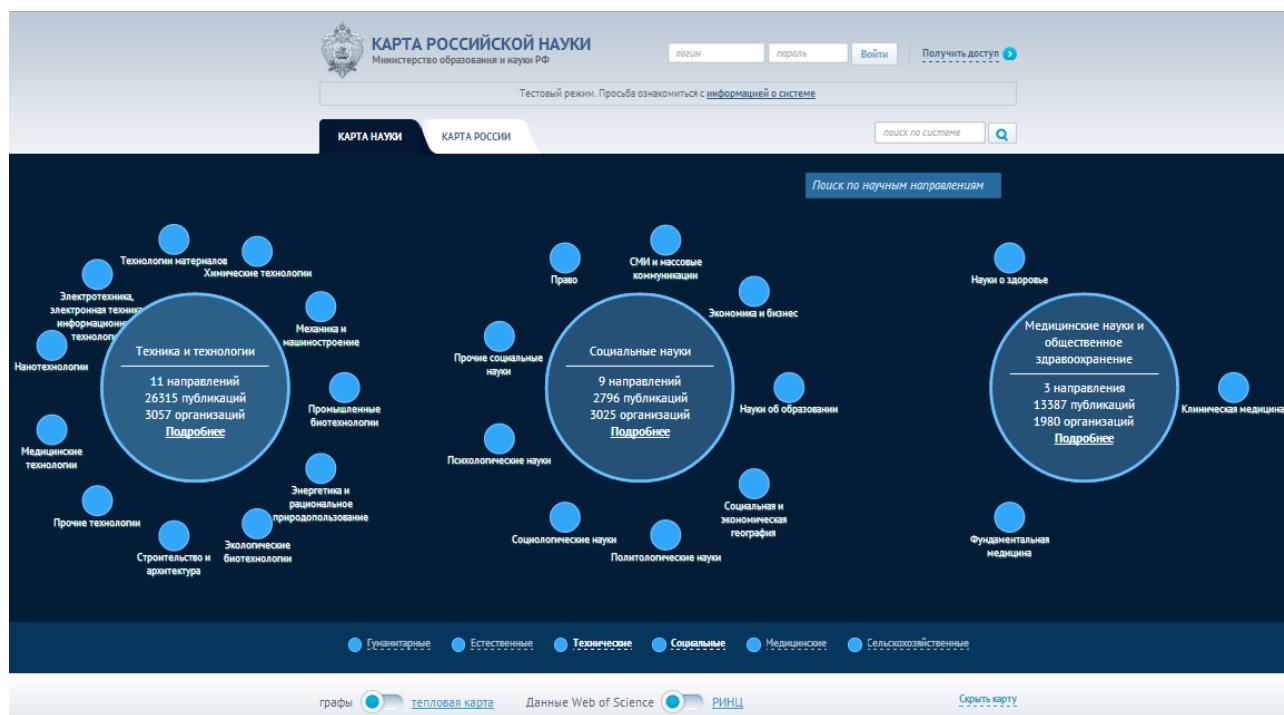 КАРТА РОССИЙСКОЙ НАУКИ
Министерство образования и науки РФ
логин
пароль
Войти
Получить доступ
Тестовый режим. Просьба ознакомиться с информацией о системе
КАРТА НАУКИ
КАРТА РОССИИ
поиск по системе
Поиск по научным направлениям
Технологии материалов
Химические технологии
Электротехника,
электронная техника
информационн
технологи
Механика и
машиностроение
Нанотехнологии
Техника и технологии
11 направлений
26315 публикаций
3057 организаций
Подробнее
Промышленные
биотехнологии
Медицинские
технологии
Энергетика и
рациональное
природопользование
Прочие технологии
Строительство и
архитектура
Экологические
биотехнологии
Право
СМИ и массовые
коммуникации
Экономика и бизнес
Прочие социальные
науки
Социальные науки
9 направлений
2796 публикаций
3025 организаций
Подробнее
Науки об образовании
Психологические науки
Социальная и
экономическая
география
Социологические науки
Политологические науки
Науки о здоровье
Медицинские науки и
общественное
здравоохранение
3 направления
13387 публикаций
1980 организаций
Подробнее
Клиническая медицина
Фундаментальная
медицина
Гуманитарные
Естественные
Технические
Социальные
Медицинские
Сельскохозяйственные
графы
тепловая карта
Данные Web of Science
РИНЦ
Скрыть карту